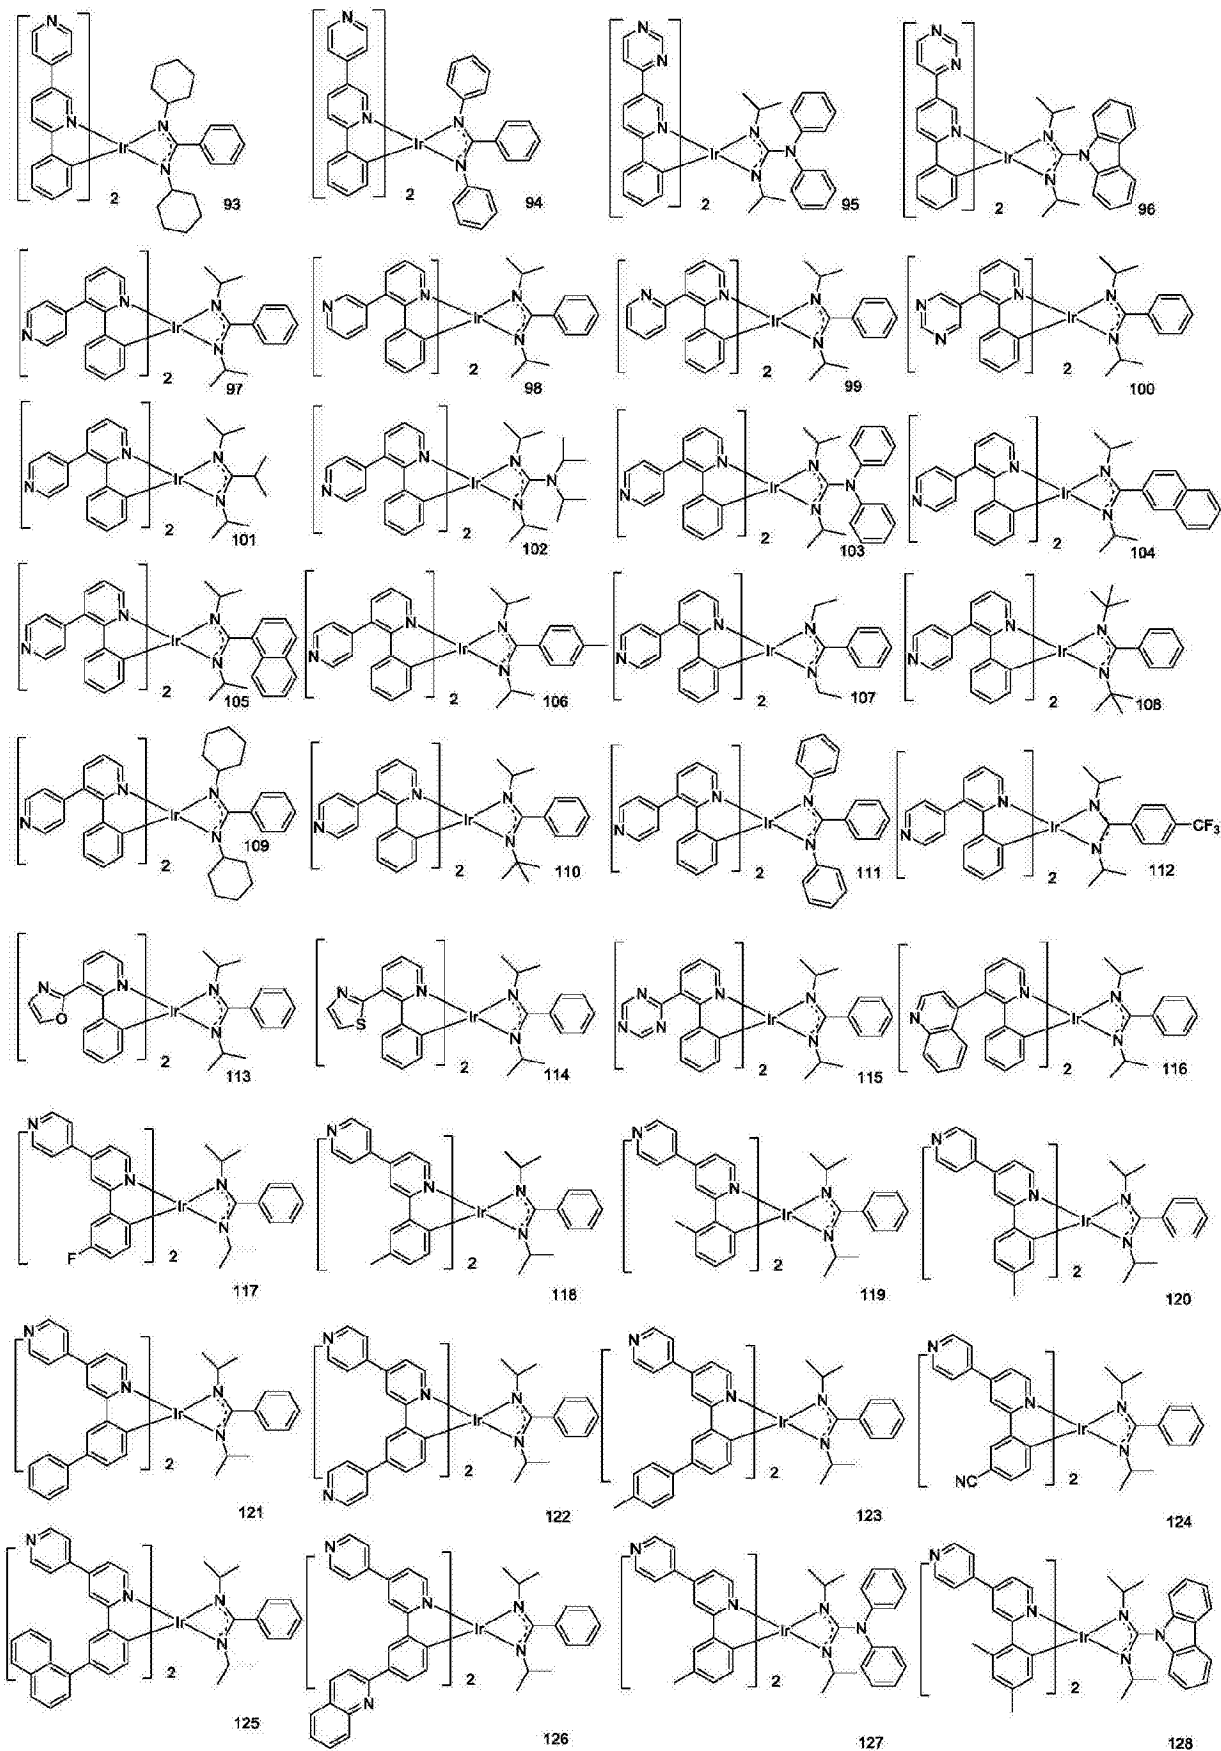 N
N N
Ir
N
2 93
N
N N
Ir
N
2 94
N
N
N N
Ir N
N
2 95
N
N
N N
Ir N
N
2 96
N N
N Ir
N
2 97
N N N
Ir
N
2 98
N N N
Ir
N
2 99
N N N
N Ir
N
2 100
N N
N Ir
N
2 101
N N
N Ir N
N
2 102
N N
N Ir N
N
2 103
N N
N Ir
N
2 104
N N
N Ir
N
2 105
N N
N Ir
N
2 106
N N
N Ir
N
2 107
N N
N Ir
N
2 108
N N
N Ir
N
2 109
N N
N Ir
N
2 110
N N
N Ir
N
2 111
N N
N Ir CF3
N
2 112
N N N
O Ir
N
2 113
N N N
S Ir
N
2 114
N N N
N N Ir
N
2 115
N N N
Ir
N
2 116
N
N N
Ir
N
F 2
117
N
N N
Ir
N
2
118
N
N N
Ir
N
2
119
N
N N
Ir
N
2
120
N
N N
Ir
N
2
121
N
N N
Ir
N
2
N
122
N
N N
Ir
N
2
123
N
N N
Ir
N
NC 2
124
N
N N
Ir
N
2
125
N
N N
Ir
N
2
N
126
N
N N
Ir N
N
2
127
N
N N
Ir N
N
2
128